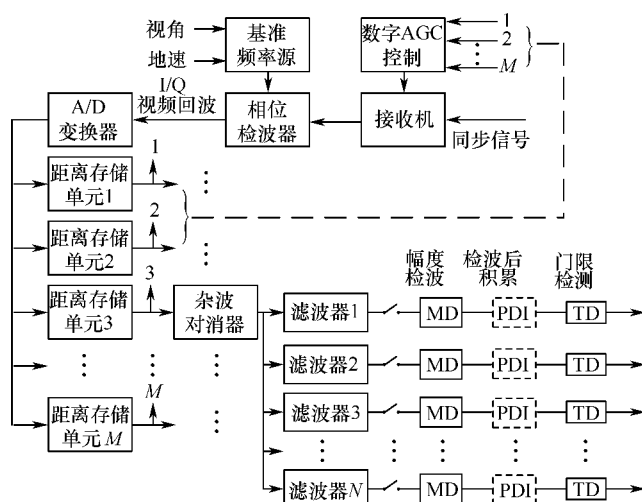 视角
地速
基准
频率源
数字AGC
控制
1
2
M
I/Q
视频回波
A/D
变换器
相位
检波器
接收机
同步信号
距离存储
单元1
1
距离存储
单元2
2
距离存储
单元3
3
杂波
对消器
距离存储
单元M
M
幅度
检波
检波后
积累
门限
检测
滤波器1
MD
PDI
TD
滤波器2
MD
PDI
TD
滤波器3
MD
PDI
TD
滤波器N
MD
PDI
TD